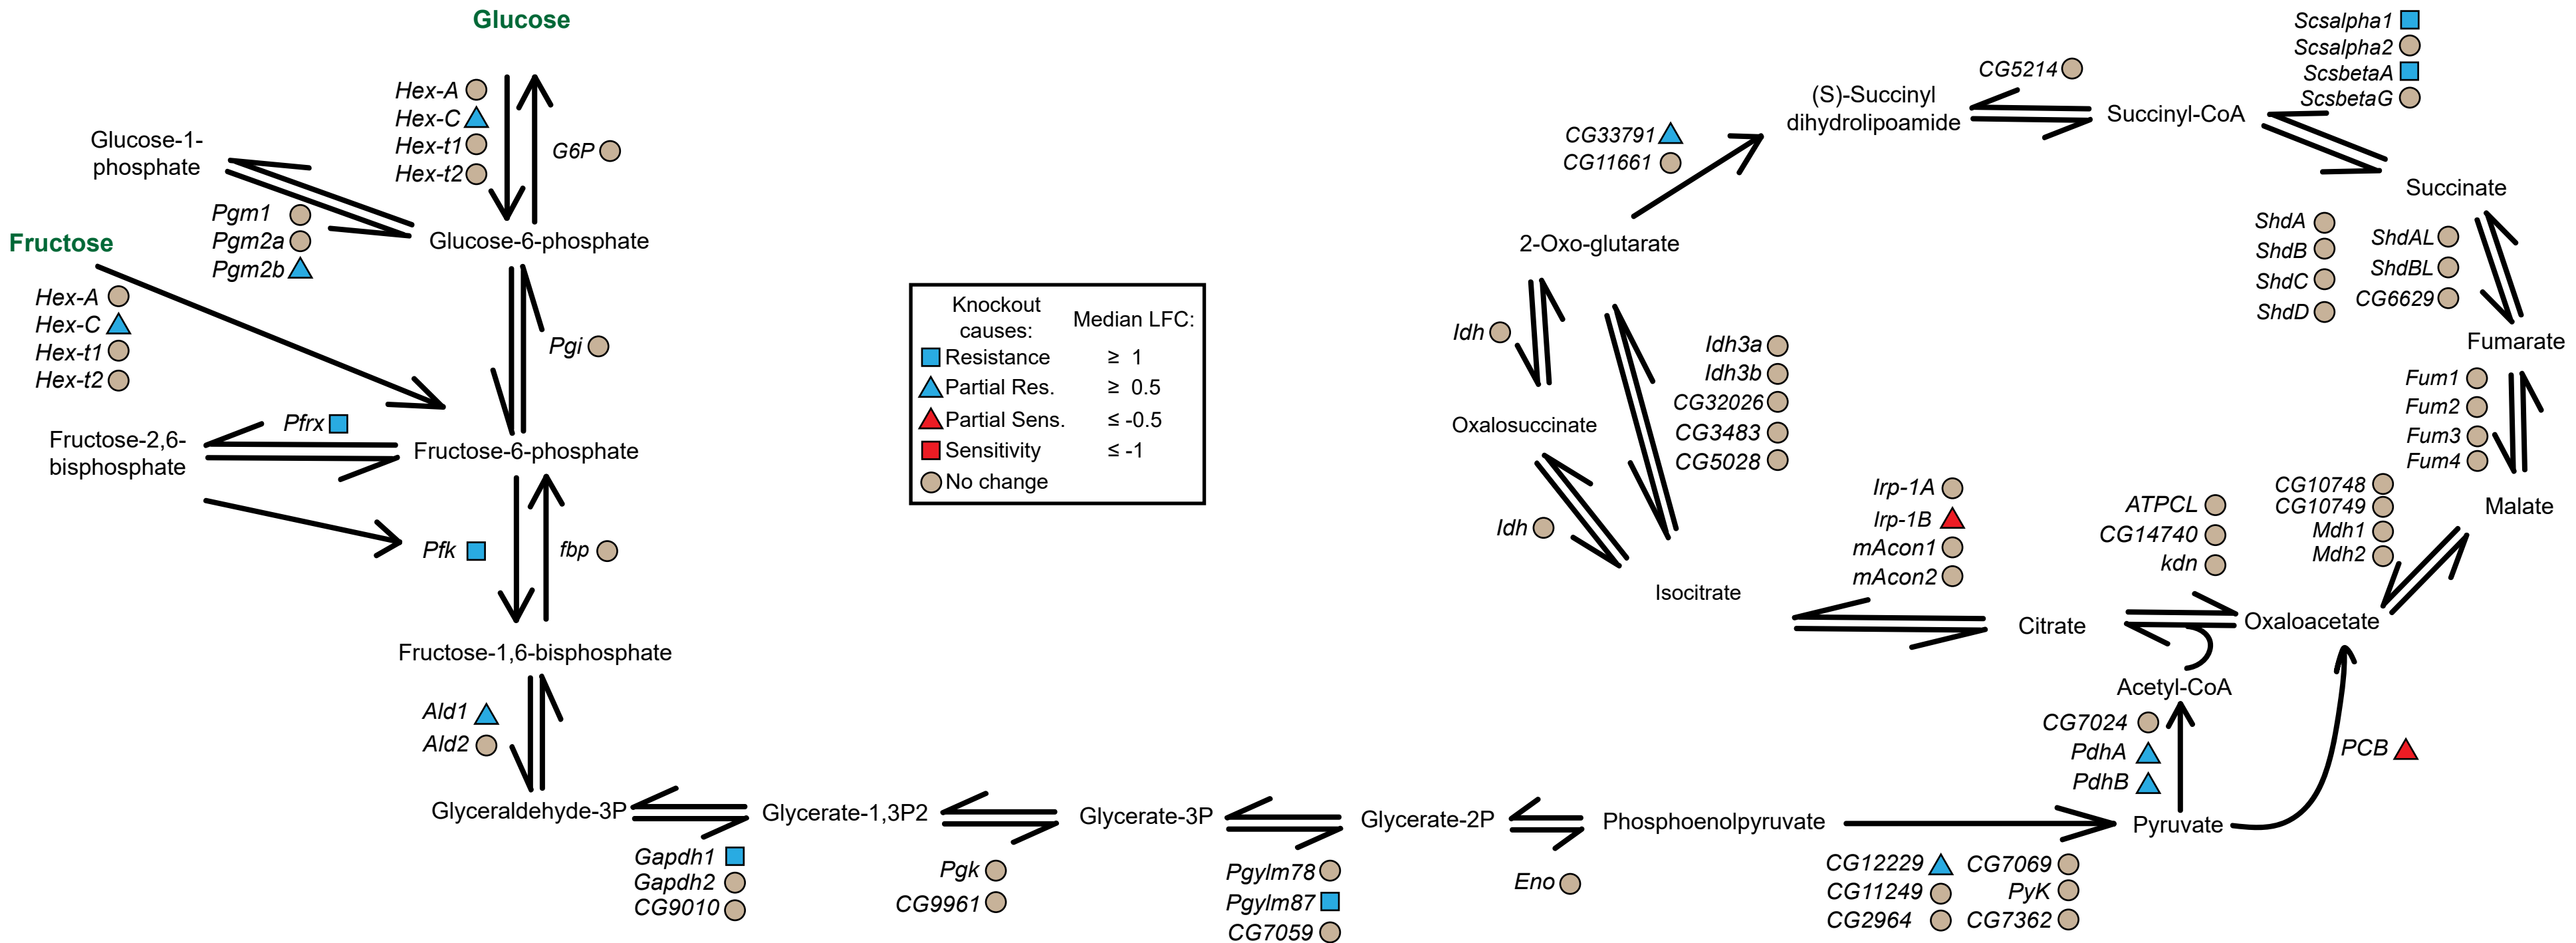 Glucose
Hex-A
Hex-C
Hex-t1
Hex-t2
G6P
Glucose-1-
phosphate
Pgm1
Pgm2a
Pgm2b
Glucose-6-phosphate
Fructose
Hex-A
Hex-C
Hex-t1
Hex-t2
Pgi
Pfrx
Fructose-2,6-
bisphosphate
Fructose-6-phosphate
Pfk
fbp
Fructose-1,6-bisphosphate
Ald1
Ald2
Glyceraldehyde-3P
Gapdh1
Gapdh2
CG9010
Glycerate-1,3P2
Pgk
CG9961
Glycerate-3P
Pgylm78
Pgylm87
CG7059
Glycerate-2P
Eno
Phosphoenolpyruvate
CG12229
CG11249
CG2964
CG7069
PyK
CG7362
Pyruvate
CG7024
PdhA
PdhB
Acetyl-CoA
PCB
Knockout
causes:
Median LFC:
Resistance ≥ 1
Partial Res. ≥ 0.5
Partial Sens. ≤ -0.5
Sensitivity ≤ -1
No change
Oxaloacetate
ATPCL
CG14740
kdn
Citrate
Irp-1A
Irp-1B
mAcon1
mAcon2
Isocitrate
Idh
Oxalosuccinate
Idh
Idh3a
Idh3b
CG32026
CG3483
CG5028
2-Oxo-glutarate
CG33791
CG11661
(S)-Succinyl
dihydrolipoamide
CG5214
Succinyl-CoA
Scsalpha1
Scsalpha2
ScsbetaA
ScsbetaG
Succinate
ShdA
ShdB
ShdC
ShdD
ShdAL
ShdBL
CG6629
Fumarate
Fum1
Fum2
Fum3
Fum4
Malate
CG10748
CG10749
Mdh1
Mdh2